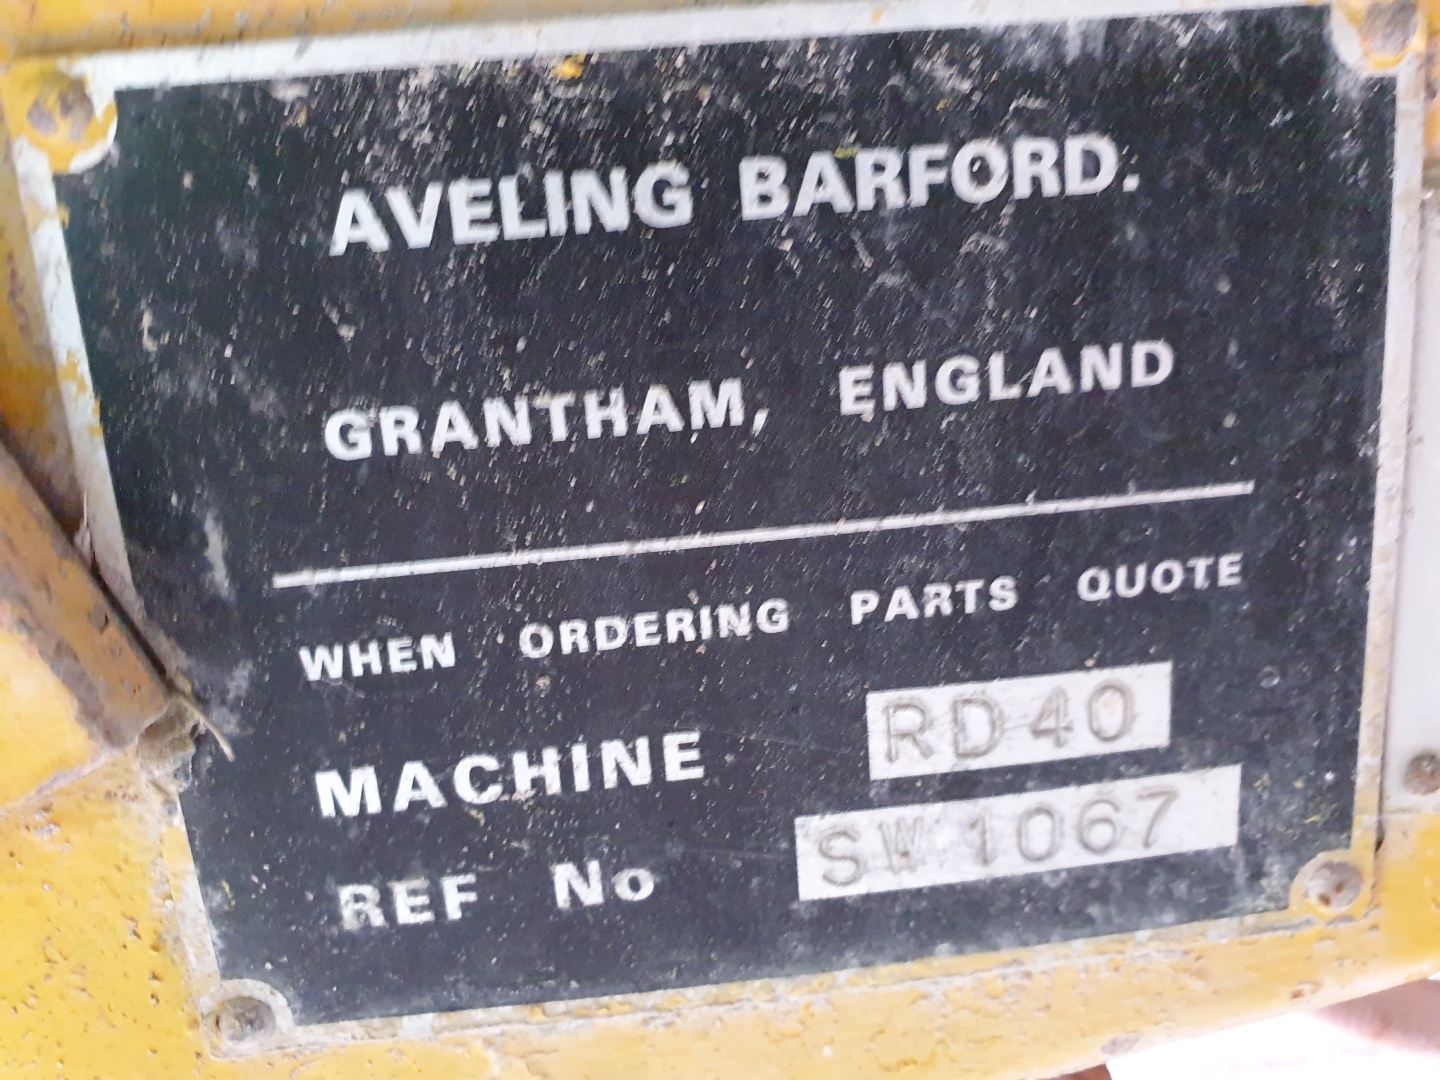 AVELING BARFORD.
GRANTHAM, ENGLAND
WHEN ORDERING PARTS QUOTE
MACHINE RD40
REF No SW 1067